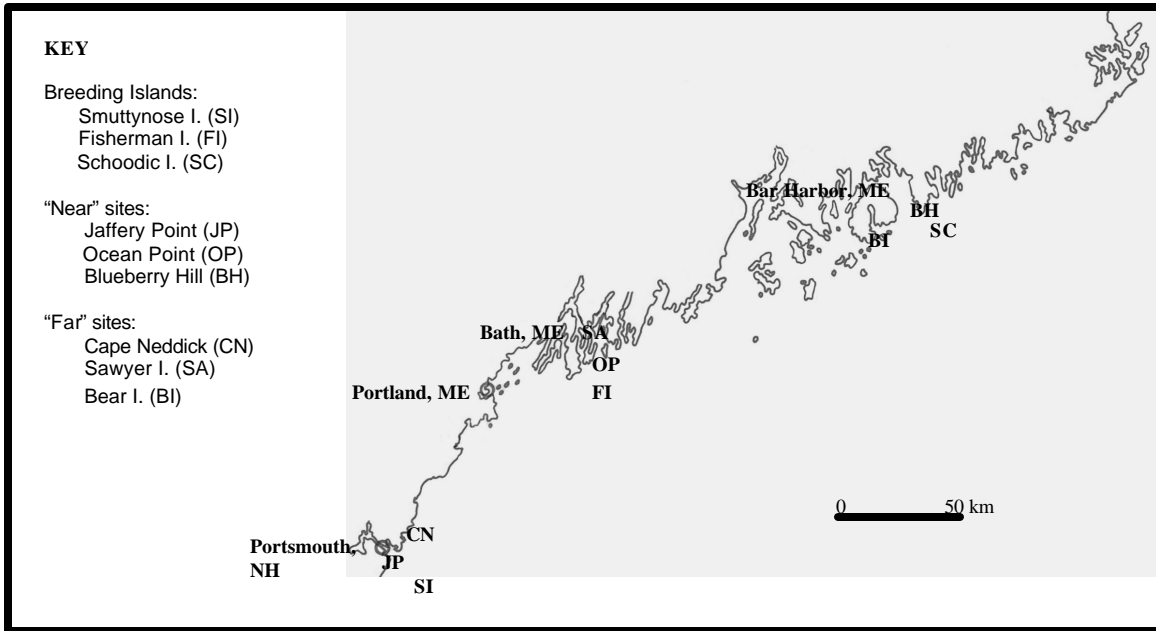 KEY
Breeding Islands:
Smuttynose I. (SI)
Fisherman I. (FI)
Schoodic I. (SC)
“Near” sites:
Jaffery Point (JP)
Ocean Point (OP)
Blueberry Hill (BH)
“Far” sites:
Cape Neddick (CN)
Sawyer I. (SA)
Bear I. (BI)
Bar Harbor, ME
BH
SC
BI
Bath, ME
SA
OP
Portland, ME
FI
0 50 km
CN
Portsmouth,
NH
JP
SI